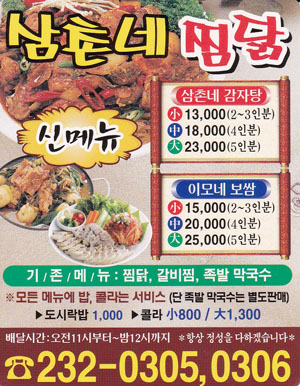 삼촌네 찜닭
신메뉴
삼촌네 감자탕
小 13,000(2~3인분)
中 18,000(4인분)
大 23,000(5인분)
이모네 보쌈
小 15,000(2~3인분)
中 20,000(4인분)
大 25,000(5인분)
기/존/메/뉴 : 찜닭, 갈비찜, 족발 막국수
※모든 메뉴에 밥, 콜라는 서비스 (단 족발 막국수는 별도판매)
▶도시락밥 1,000 ▶콜라 小800 / 大1,300
배달시간:오전11시부터~밤12시까지 *항상 정성을 다하겠습니다*
☎232-0305,0306